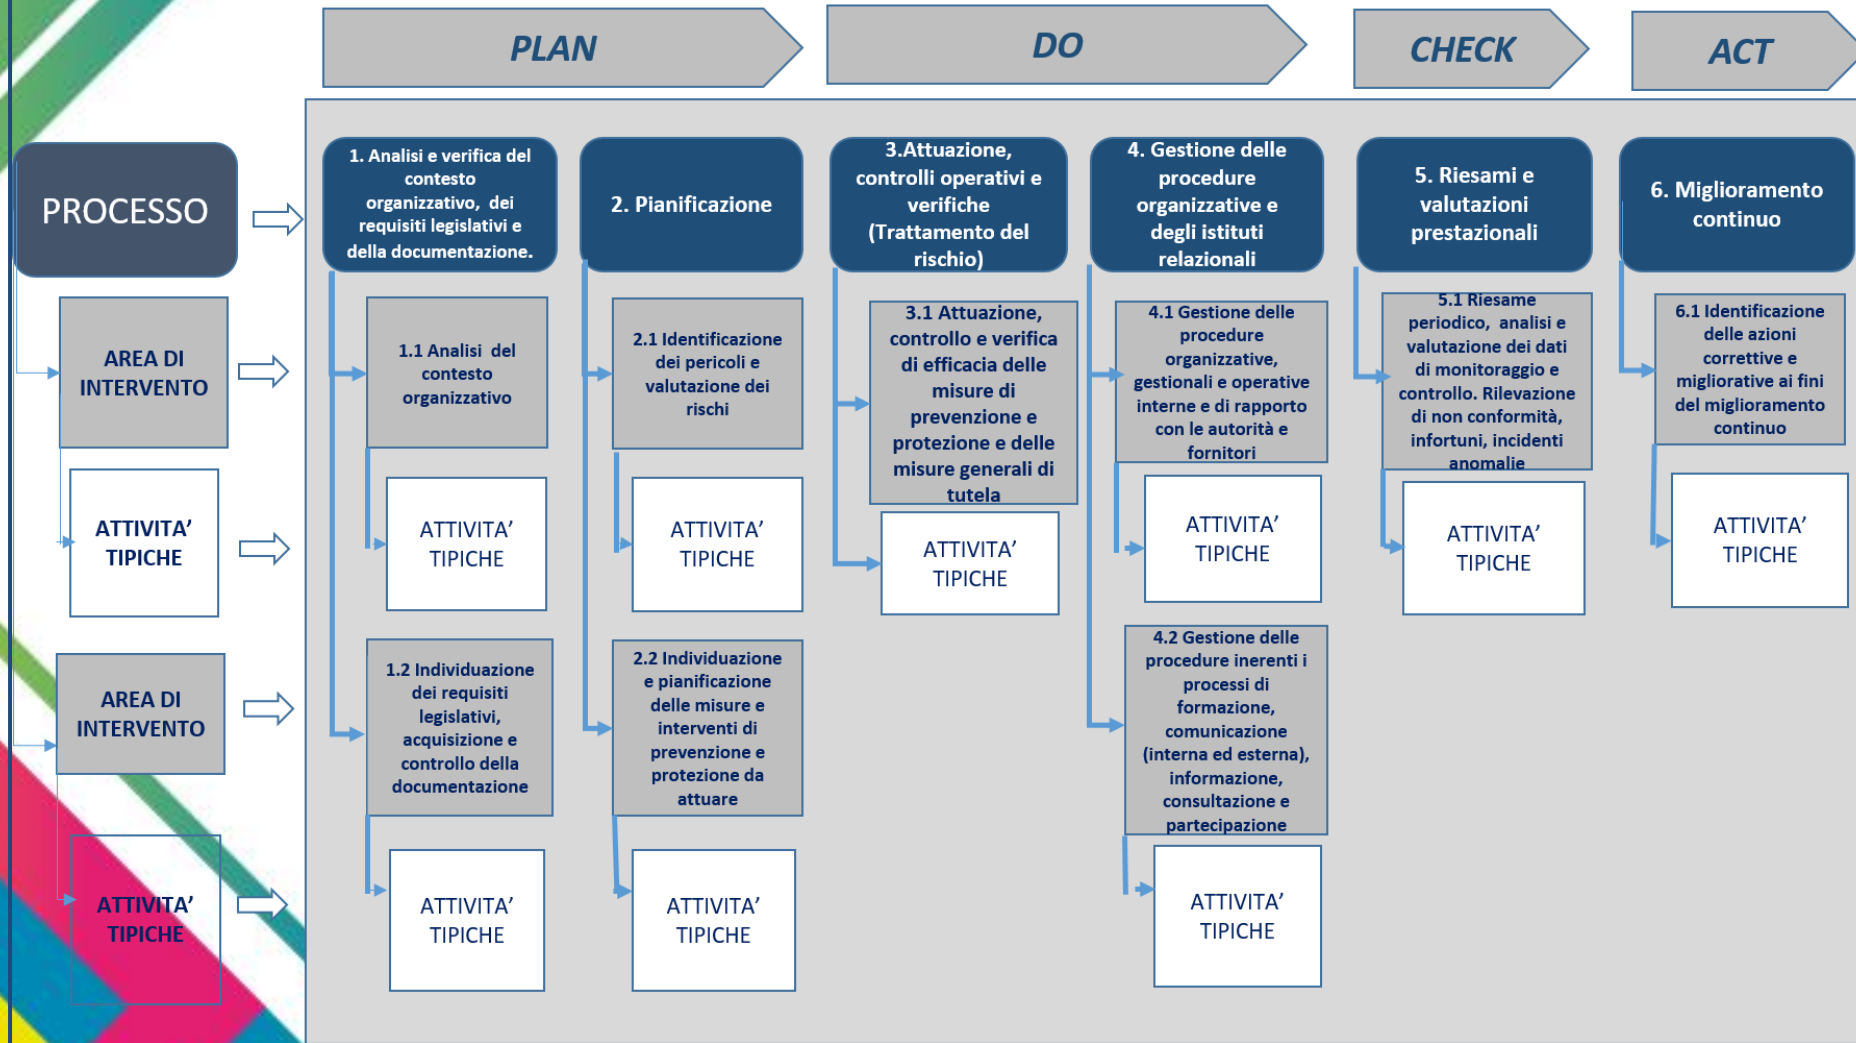 PLAN
DO
CHECK
ACT
PROCESSO
1. Analisi e verifica del
contesto
organizzativo, dei
requisiti legislativi e
della documentazione.
2. Pianificazione
3.Attuazione,
controlli operativi e
verifiche
(Trattamento del
rischio)
4. Gestione delle
procedure
organizzative e
degli istituti
relazionali
5. Riesami e
valutazioni
prestazionali
6. Miglioramento
continuo
AREA DI
INTERVENTO
1.1 Analisi del
contesto
organizzativo
2.1 Identificazione
dei pericoli e
valutazione dei
rischi
3.1 Attuazione,
controllo e verifica
di efficacia delle
misure di
prevenzione e
protezione e delle
misure generali di
tutela
4.1 Gestione delle
procedure
organizzative,
gestionali e operative
interne e di rapporto
con le autorità e
fornitori
5.1 Riesame
periodico, analisi e
valutazione dei dati
di monitoraggio e
controllo. Rilevazione
di non conformità,
infortuni, incidenti
anomalie
6.1 Identificazione
delle azioni
correttive e
migliorative ai fini
del miglioramento
continuo
ATTIVITA’
TIPICHE
ATTIVITA’
TIPICHE
ATTIVITA’
TIPICHE
ATTIVITA’
TIPICHE
ATTIVITA’
TIPICHE
ATTIVITA’
TIPICHE
ATTIVITA’
TIPICHE
AREA DI
INTERVENTO
1.2 Individuazione
dei requisiti
legislativi,
acquisizione e
controllo della
documentazione
2.2 Individuazione
e pianificazione
delle misure e
interventi di
prevenzione e
protezione da
attuare
4.2 Gestione delle
procedure inerenti i
processi di
formazione,
comunicazione
(interna ed esterna),
informazione,
consultazione e
partecipazione
ATTIVITA’
TIPICHE
ATTIVITA’
TIPICHE
ATTIVITA’
TIPICHE
ATTIVITA’
TIPICHE